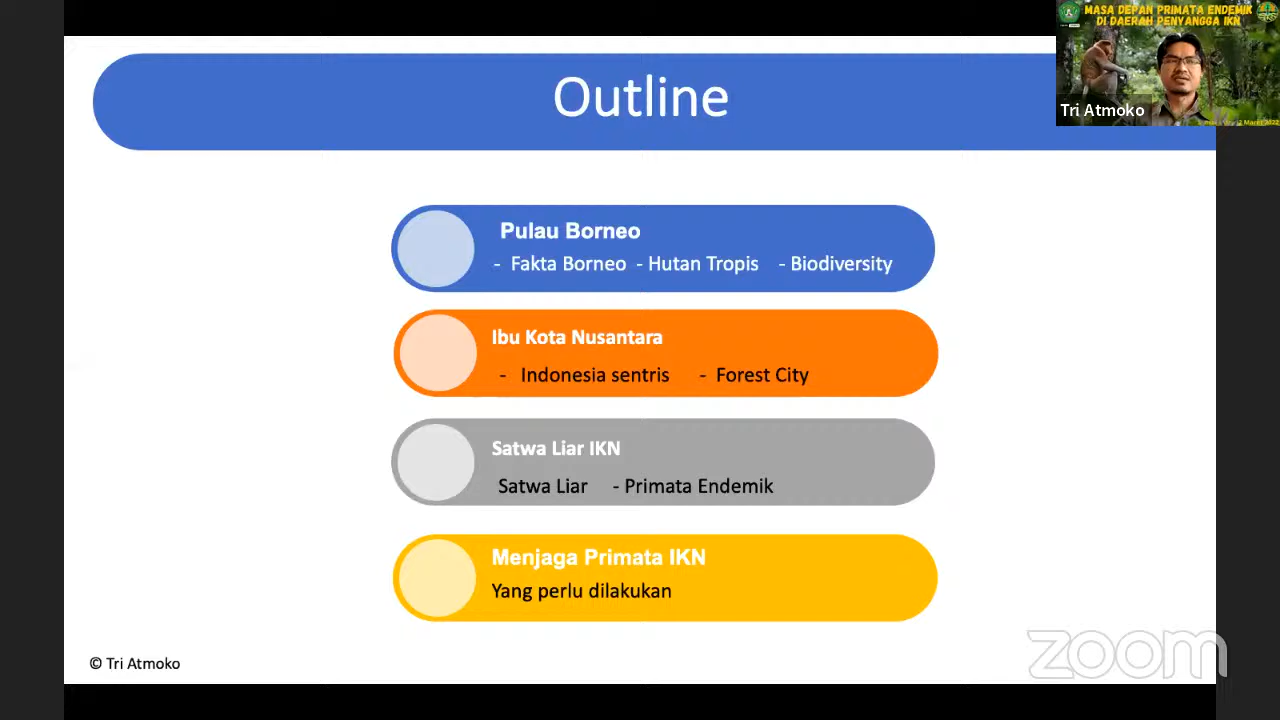 MASA DEPAN PRIMATA ENDEMIK
DI DAERAH PENYANGGA IKN
Tri Atmoko
Outline
Pulau Borneo
- Fakta Borneo - Hutan Tropis - Biodiversity
Ibu Kota Nusantara
- Indonesia sentris - Forest City
Satwa Liar IKN
Satwa Liar - Primata Endemik
Menjaga Primata IKN
Yang perlu dilakukan
© Tri Atmoko
zoom